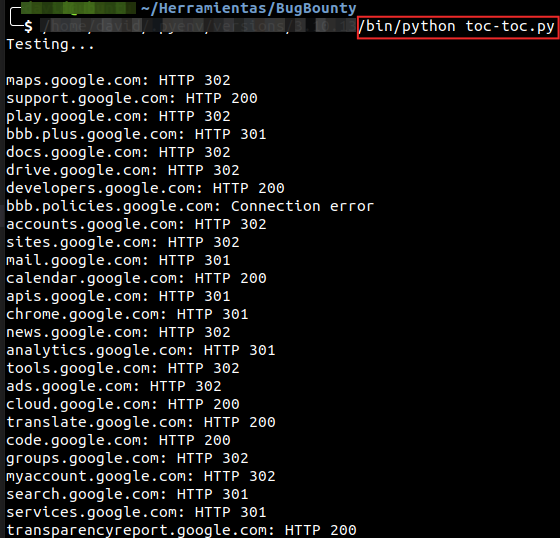 ~/Herramientas/BugBounty
$ /home/david/ /bin/python toc-toc.py
Testing...
maps.google.com: HTTP 302
support.google.com: HTTP 200
play.google.com: HTTP 302
bbb.plus.google.com: HTTP 301
docs.google.com: HTTP 302
drive.google.com: HTTP 302
developers.google.com: HTTP 200
bbb.policies.google.com: Connection error
accounts.google.com: HTTP 302
sites.google.com: HTTP 302
mail.google.com: HTTP 301
calendar.google.com: HTTP 200
apis.google.com: HTTP 301
chrome.google.com: HTTP 301
news.google.com: HTTP 302
analytics.google.com: HTTP 301
tools.google.com: HTTP 302
ads.google.com: HTTP 302
cloud.google.com: HTTP 200
translate.google.com: HTTP 200
code.google.com: HTTP 200
groups.google.com: HTTP 302
myaccount.google.com: HTTP 302
search.google.com: HTTP 301
services.google.com: HTTP 301
transparencyreport.google.com: HTTP 200